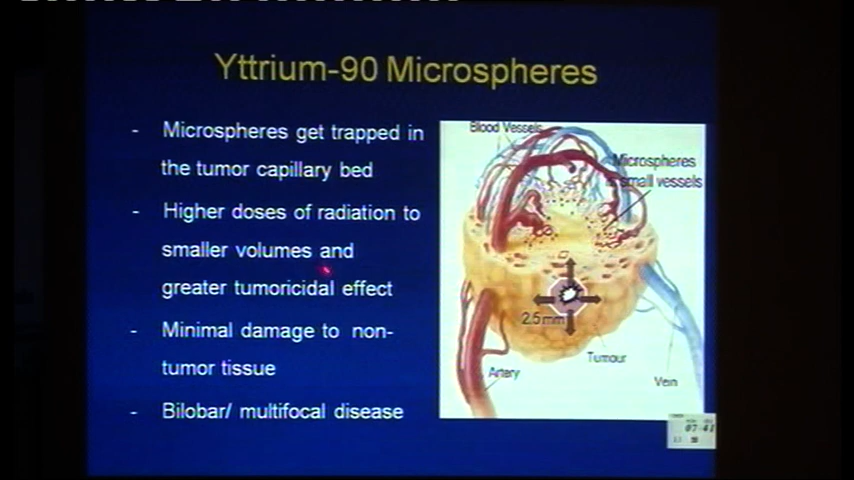 Yttrium-90 Microspheres
- Microspheres get trapped in
the tumor capillary bed
- Higher doses of radiation to
smaller volumes and
greater tumoricidal effect
- Minimal damage to non-
tumor tissue
- Bilobar/ multifocal disease
Blood Vessels
Microspheres
small vessels
2.5 mm
Tumour
Artery
Vein
07:41